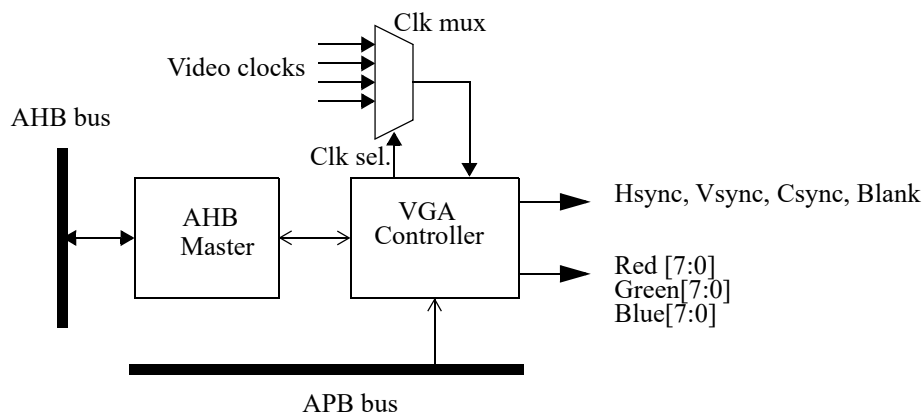 Clk mux
Video clocks
AHB bus
Clk sel.
AHB
Master
VGA
Controller
Hsync, Vsync, Csync, Blank
Red [7:0]
Green[7:0]
Blue[7:0]
APB bus